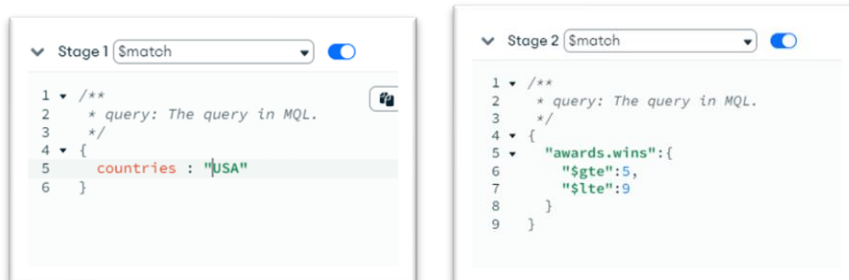 Stage 1 $match
1 /**
2 * query: The query in MQL.
3 */
4 {
5 countries : "USA"
6 }
Stage 2 $match
1 /**
2 * query: The query in MQL.
3 */
4 {
5 "awards.wins":{
6 "$gte":5,
7 "$lte":9
8 }
9 }